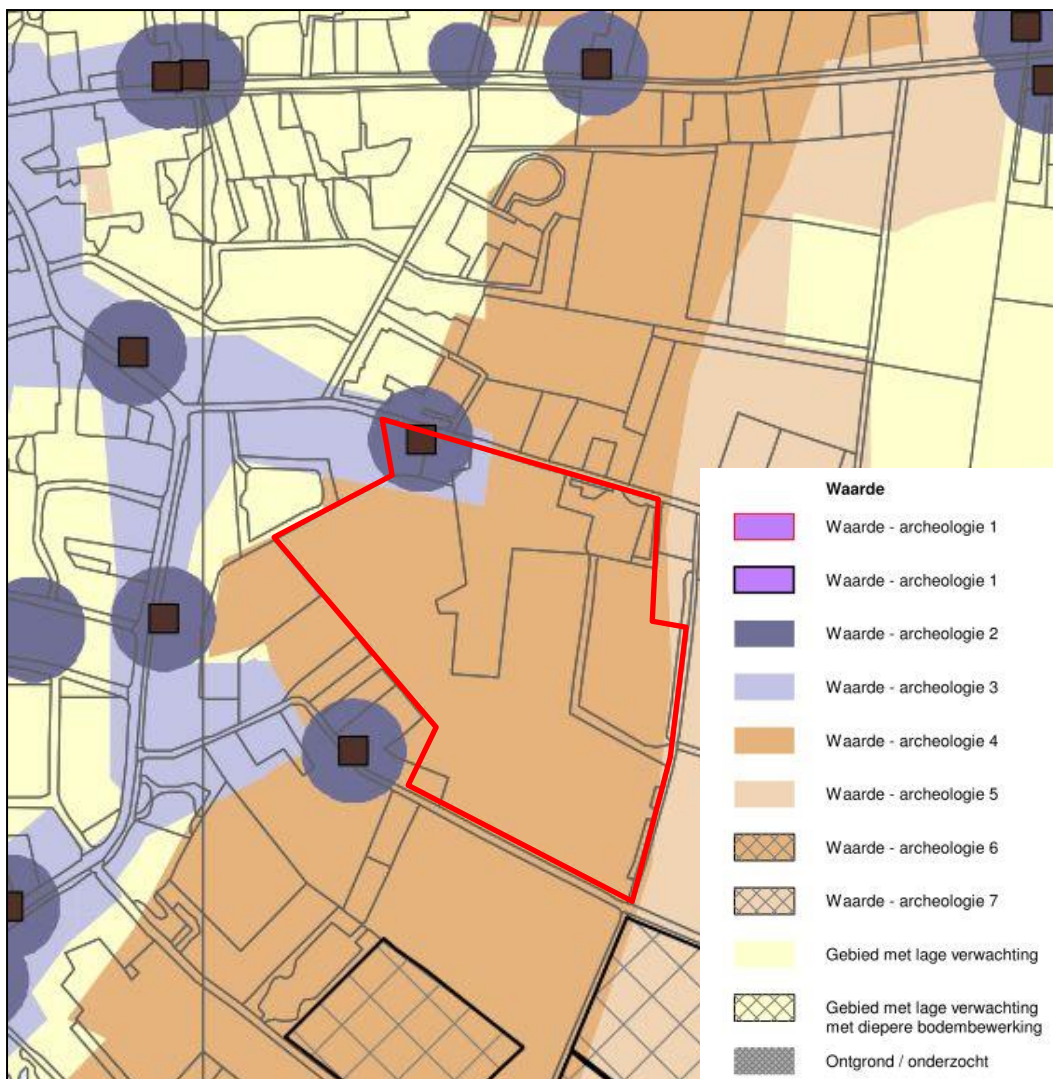 Waarde
Waarde - archeologie 1
Waarde - archeologie 1
Waarde - archeologie 2
Waarde - archeologie 3
Waarde - archeologie 4
Waarde - archeologie 5
Waarde - archeologie 6
Waarde - archeologie 7
Gebied met lage verwachting
Gebied met lage verwachting
met diepere bodembewerking
Ontgrond / onderzocht